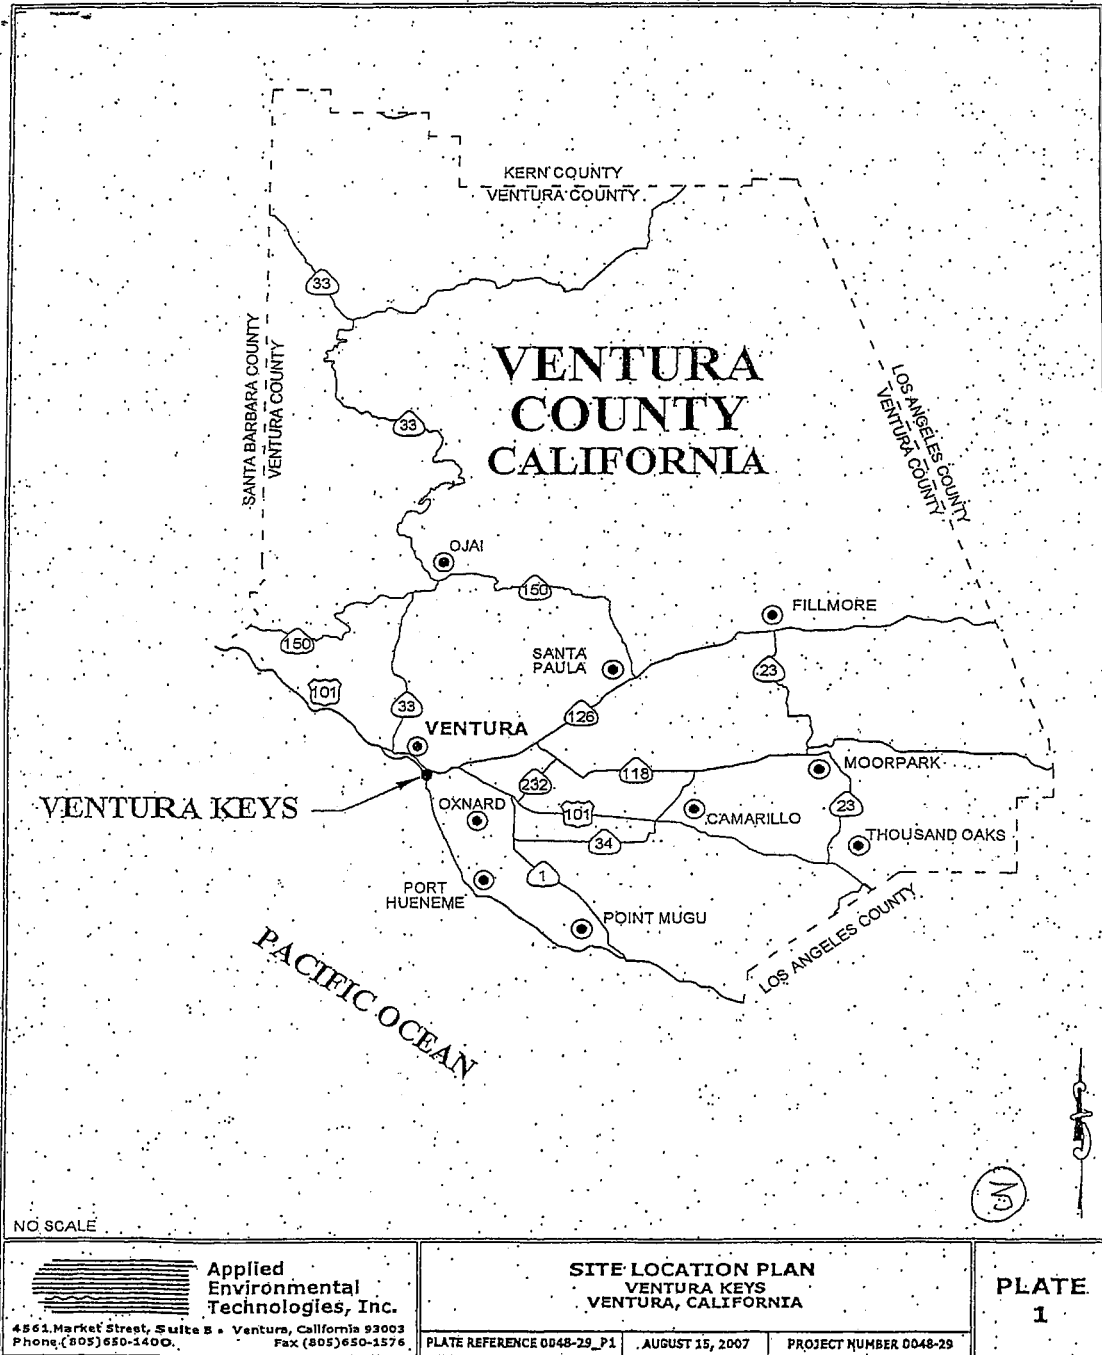 KERN COUNTY
VENTURA COUNTY
33
SANTA BARBARA COUNTY
VENTURA COUNTY
VENTURA
COUNTY
CALIFORNIA
LOS ANGELES COUNTY
VENTURA COUNTY
33
OJAI
150
FILLMORE
150
SANTA
PAULA
23
101
33
126
VENTURA
MOORPARK
118
232
VENTURA KEYS
OXNARD
101
CAMARILLO
23
34
THOUSAND OAKS
1
PORT
HUENEME
POINT MUGU
LOS ANGELES COUNTY
PACIFIC OCEAN
3
NO SCALE
Applied
Environmental
Technologies, Inc.
4561 Market Street, Suite B • Ventura, California 93003
Phone (805)650-1400 Fax (805)650-1576
SITE LOCATION PLAN
VENTURA KEYS
VENTURA, CALIFORNIA
PLATE REFERENCE 0048-29_P1
AUGUST 15, 2007
PROJECT NUMBER 0048-29
PLATE
1